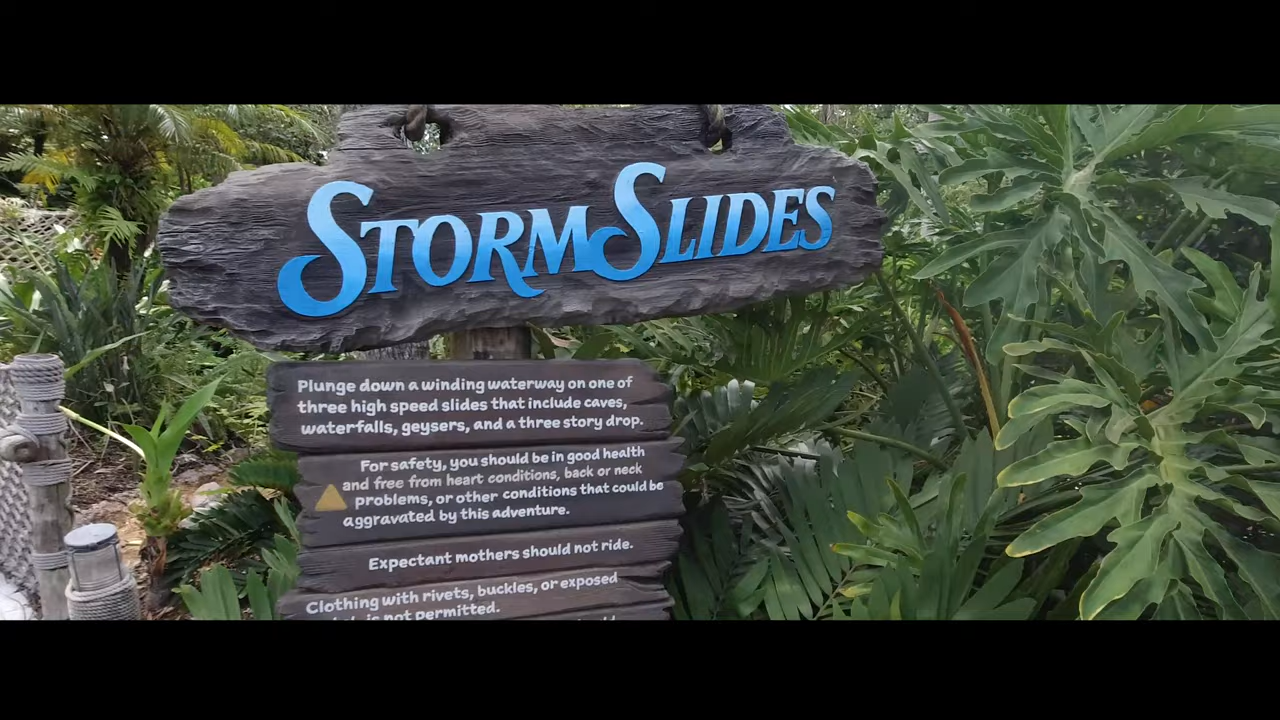 STORM SLIDES
Plunge down a winding waterway on one of
three high speed slides that include caves,
waterfalls, geysers, and a three story drop.
For safety, you should be in good health
and free from heart conditions, back or neck
problems, or other conditions that could be
aggravated by this adventure.
Expectant mothers should not ride.
Clothing with rivets, buckles, or exposed
is not permitted.